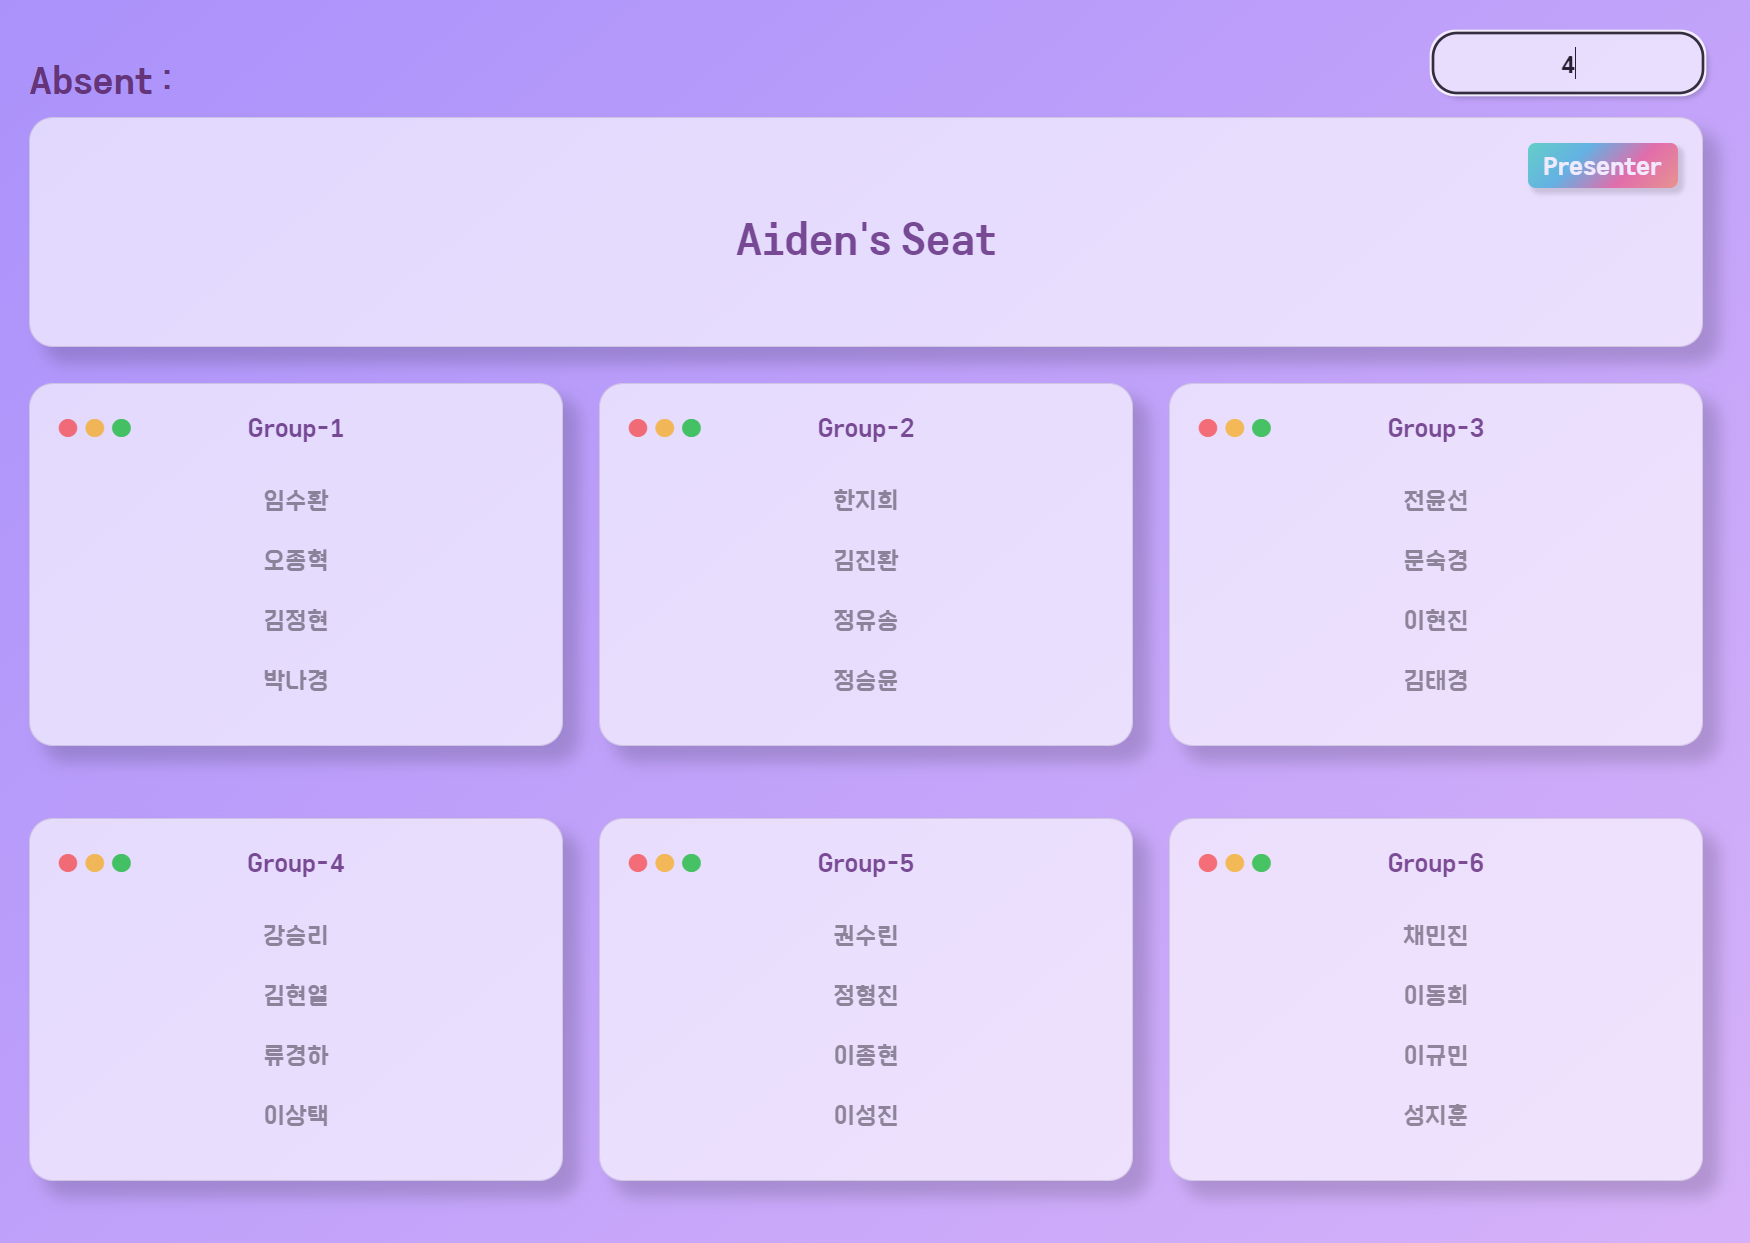 Absent :
4
Presenter
Aiden's Seat
Group-1
임수환
오종혁
김정현
박나경
Group-2
한지희
김진환
정유송
정승윤
Group-3
전윤선
문숙경
이현진
김태경
Group-4
강승리
김현열
류경하
이상택
Group-5
권수린
정형진
이종현
이성진
Group-6
채민진
이동희
이규민
성지훈